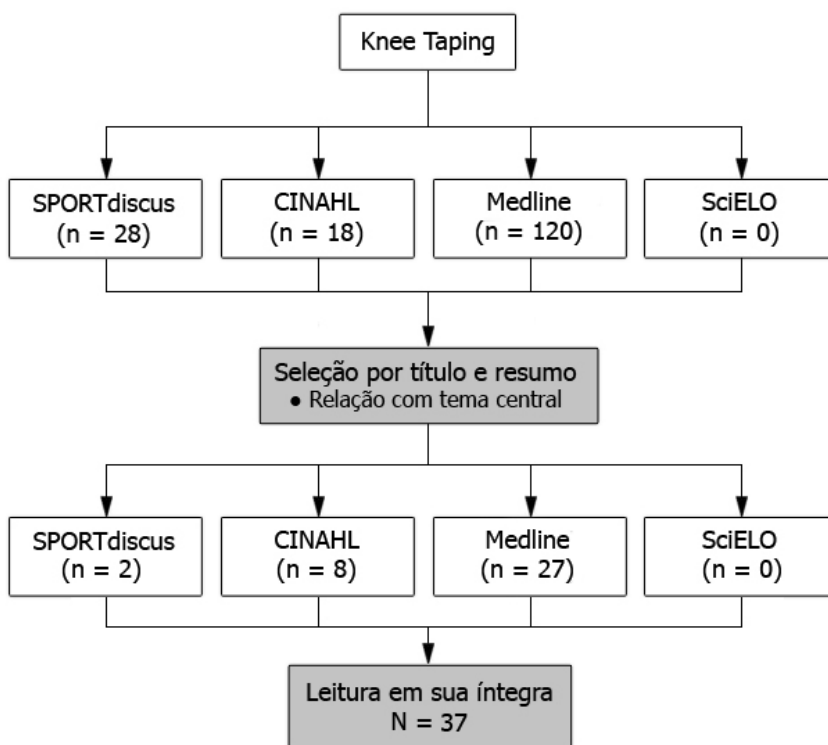 Knee Taping
SPORTdiscus
(n = 28)
CINAHL
(n = 18)
Medline
(n = 120)
SciELO
(n = 0)
Seleção por título e resumo
● Relação com tema central
SPORTdiscus
(n = 2)
CINAHL
(n = 8)
Medline
(n = 27)
SciELO
(n = 0)
Leitura em sua íntegra
N = 37